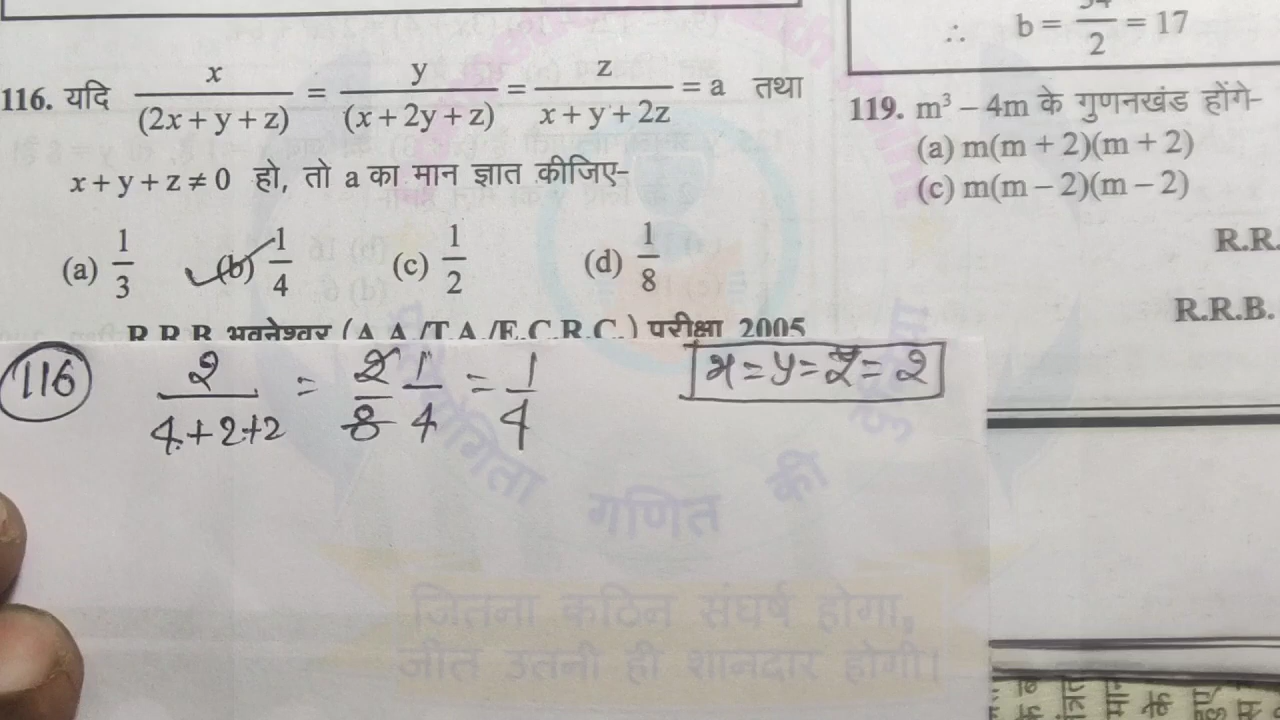 116. यदि x/(2x+y+z) = y/(x+2y+z) = z/x+y+2z = a तथा
x+y+z≠0 हो, तो a का मान ज्ञात कीजिए-
(a) 1/3 (b) 1/4 (c) 1/2 (d) 1/8
R.R.B. भुवनेश्वर (A.A./T.A./E.C.R.C.) परीक्षा 2005
116 2/4+2+2 = 2/8 1/4 = 1/4
x=y=z=2
गणित की
जितना कठिन संघर्ष होगा,
जीत उतनी ही शानदार होगी।
∴ b = /2 = 17
119. m³ – 4m के गुणनखंड होंगे-
(a) m(m + 2)(m + 2)
(c) m(m – 2)(m – 2)
R.R.
R.R.B.